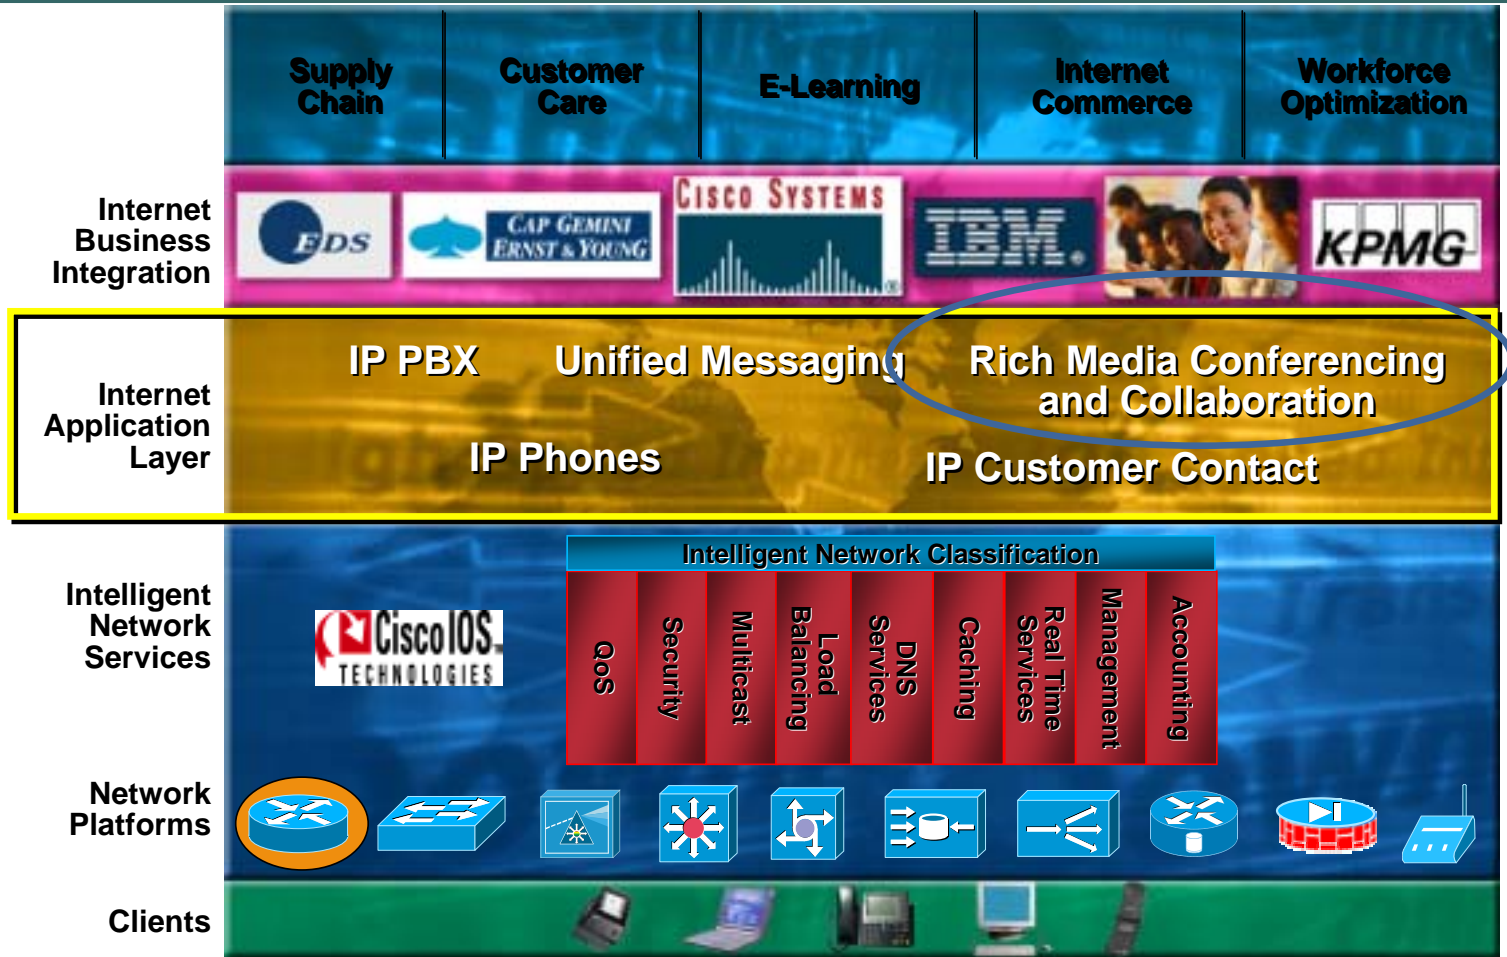 Supply
Chain
Customer
Care
E-Learning
Internet
Commerce
Workforce
Optimization
Internet
Business
Integration
EDS
CAP GEMINI
ERNST & YOUNG
CISCO SYSTEMS
®
IBM®
KPMG
Internet
Application
Layer
IP PBX
Unified Messaging
Rich Media Conferencing
and Collaboration
IP Phones
IP Customer Contact
Intelligent
Network
Services
CISCO IOS™
TECHNOLOGIES
Intelligent Network Classification
QoS
Security
Multicast
Load
Balancing
DNS
Services
Caching
Real Time
Services
Management
Accounting
Network
Platforms
Clients